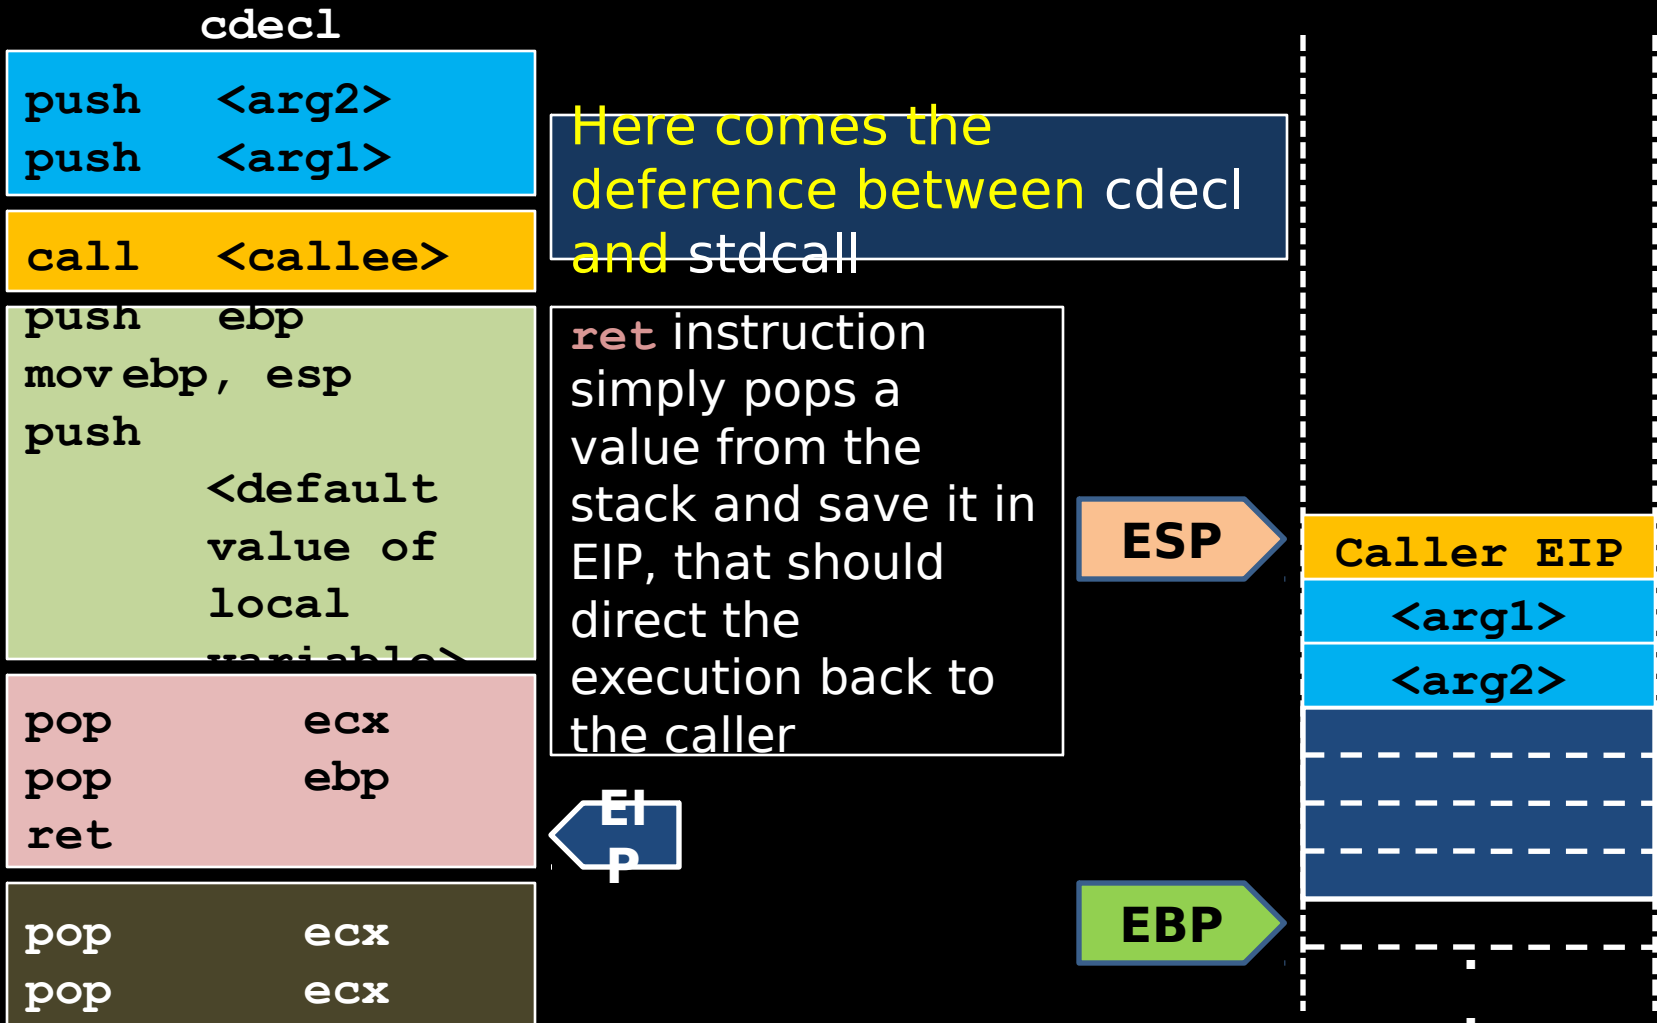 cdecl
push <arg2>
push <arg1>
call <callee>
push ebp
mov ebp, esp
push
<default
value of
local
variable>
pop ecx
pop ebp
ret
pop ecx
pop ecx
Here comes the
deference between cdecl
and stdcall
ret instruction
simply pops a
value from the
stack and save it in
EIP, that should
direct the
execution back to
the caller
EI
P
ESP
EBP
Caller EIP
<arg1>
<arg2>